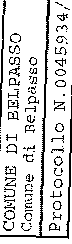 COMUNE DI BELPASSO
Comune di Belpasso
Protocollo N.0045934/